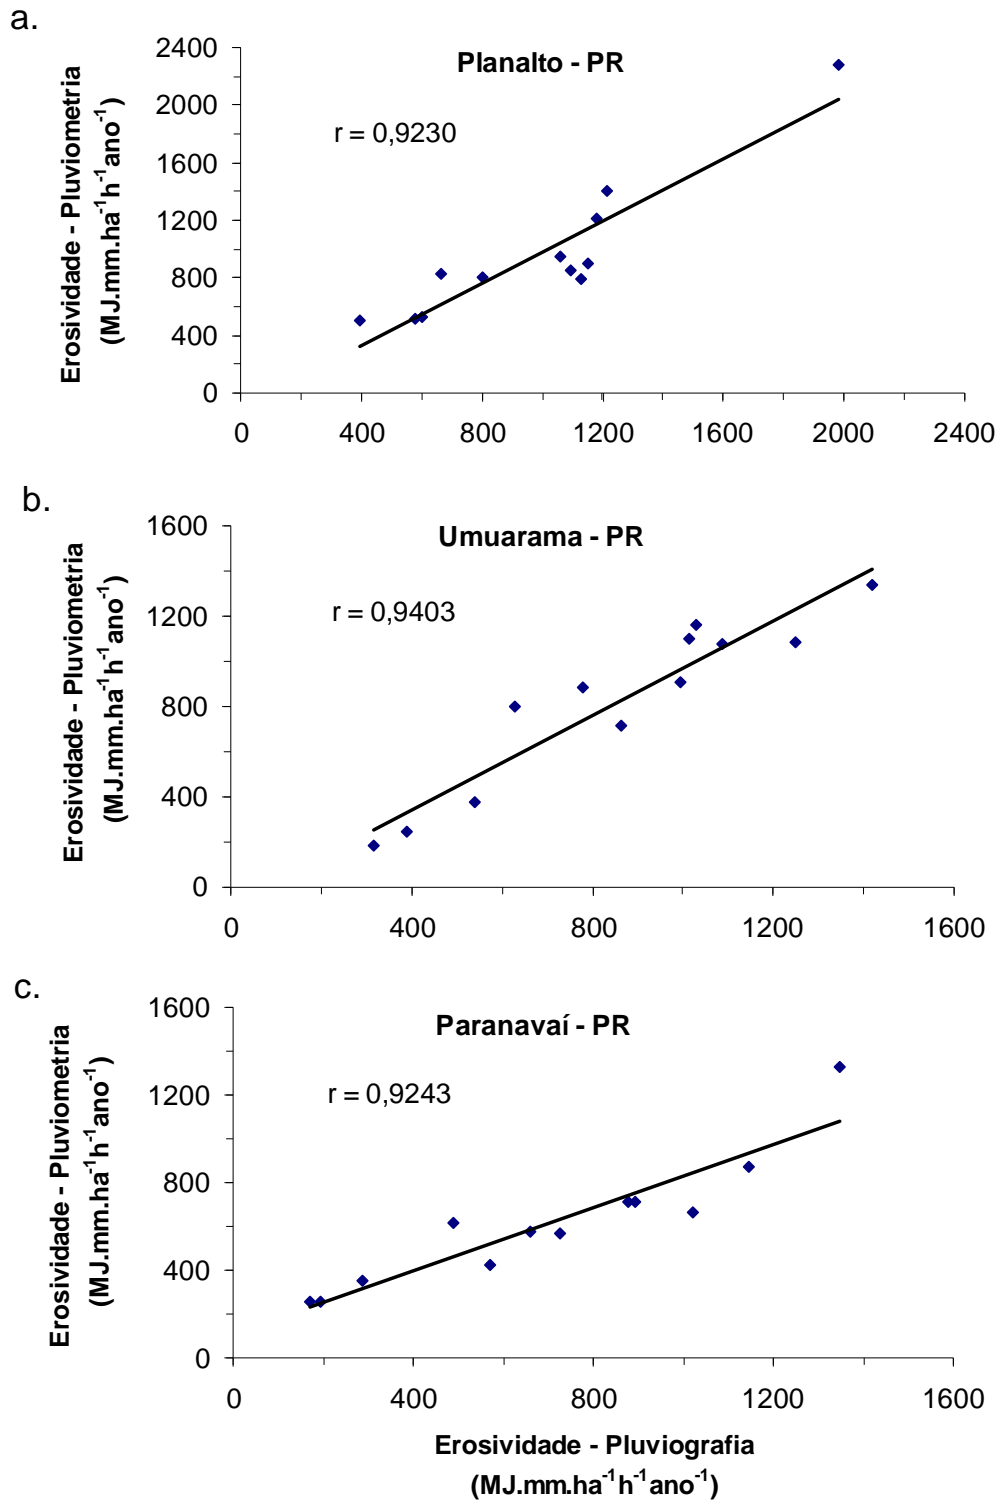 a.
Planalto - PR
r = 0,9230
Erosividade - Pluviometria
(MJ.mm.ha⁻¹h⁻¹ano⁻¹)
2400
2000
1600
1200
800
400
0
0 400 800 1200 1600 2000 2400
b.
Umuarama - PR
r = 0,9403
Erosividade - Pluviometria
(MJ.mm.ha⁻¹h⁻¹ano⁻¹)
1600
1200
800
400
0
0 400 800 1200 1600
c.
Paranavaí - PR
r = 0,9243
Erosividade - Pluviometria
(MJ.mm.ha⁻¹h⁻¹ano⁻¹)
1600
1200
800
400
0
0 400 800 1200 1600
Erosividade - Pluviografia
(MJ.mm.ha⁻¹h⁻¹ano⁻¹)